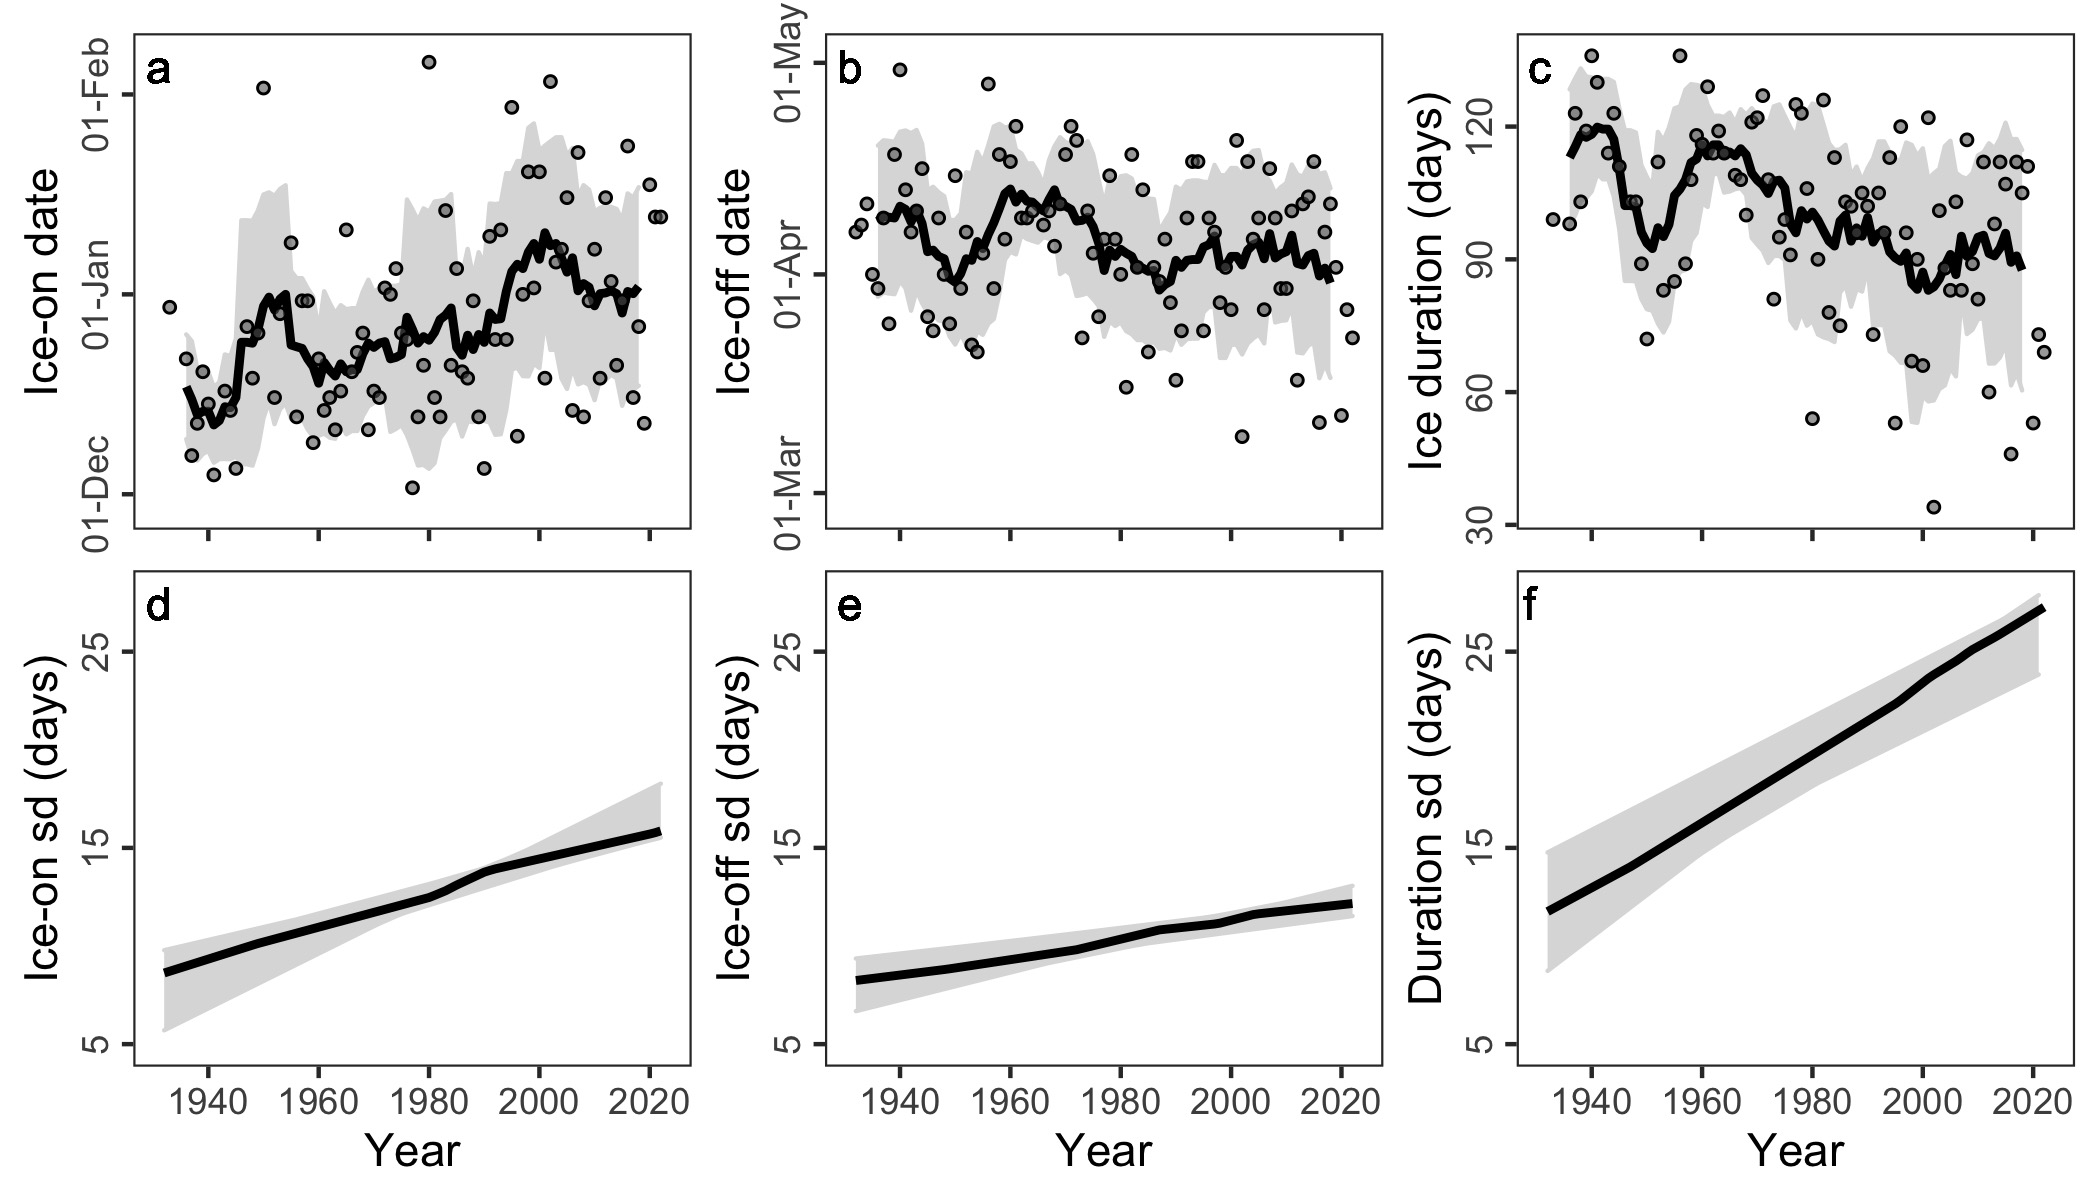 a
Ice-on date
01-Feb
01-Jan
01-Dec
b
Ice-off date
01-May
01-Apr
01-Mar
c
Ice duration (days)
120
90
60
30
d
Ice-on sd (days)
25
15
5
1940 1960 1980 2000 2020
Year
e
Ice-off sd (days)
25
15
5
1940 1960 1980 2000 2020
Year
f
Duration sd (days)
25
15
5
1940 1960 1980 2000 2020
Year